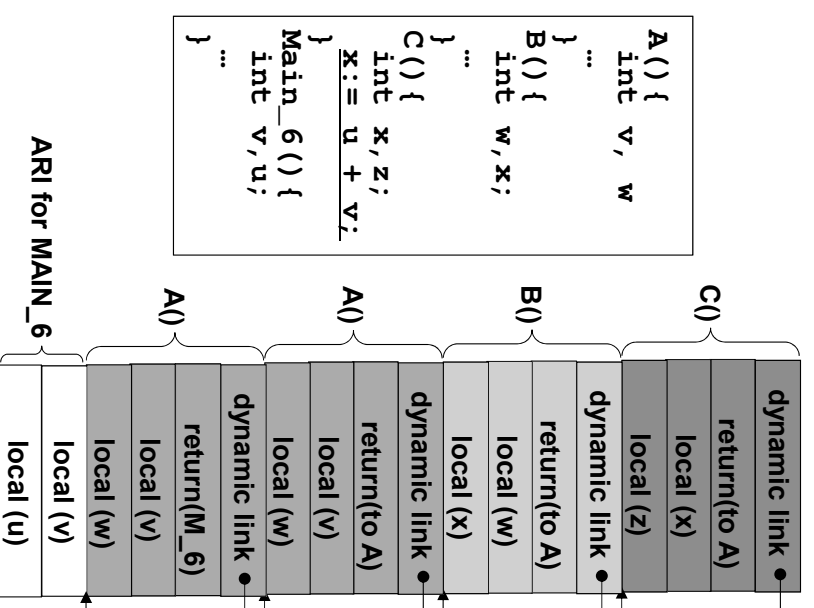 A(){
int v, w
…
}
B(){
int w,x;
…
}
C(){
int x,z;
x:= u + v;
}
Main_6(){
int v,u;
…
}
C()
dynamic link
return(to A)
local (x)
local (z)
B()
dynamic link
return(to A)
local (w)
local (x)
A()
dynamic link
return(to A)
local (v)
local (w)
A()
dynamic link
return(M_6)
local (v)
local (w)
ARI for MAIN_6
local (v)
local (u)